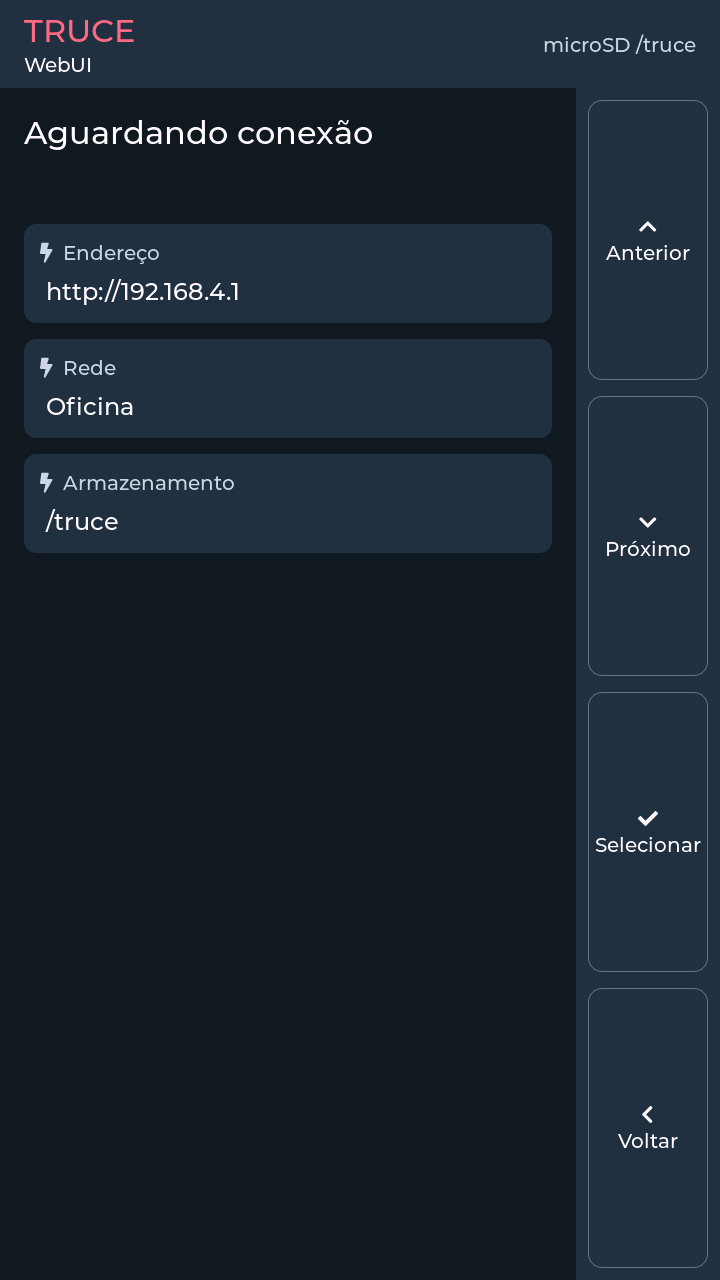 TRUCE
WebUI
microSD /truce
Aguardando conexão
Endereço
http://192.168.4.1
Rede
Oficina
Armazenamento
/truce
Anterior
Próximo
Selecionar
Voltar